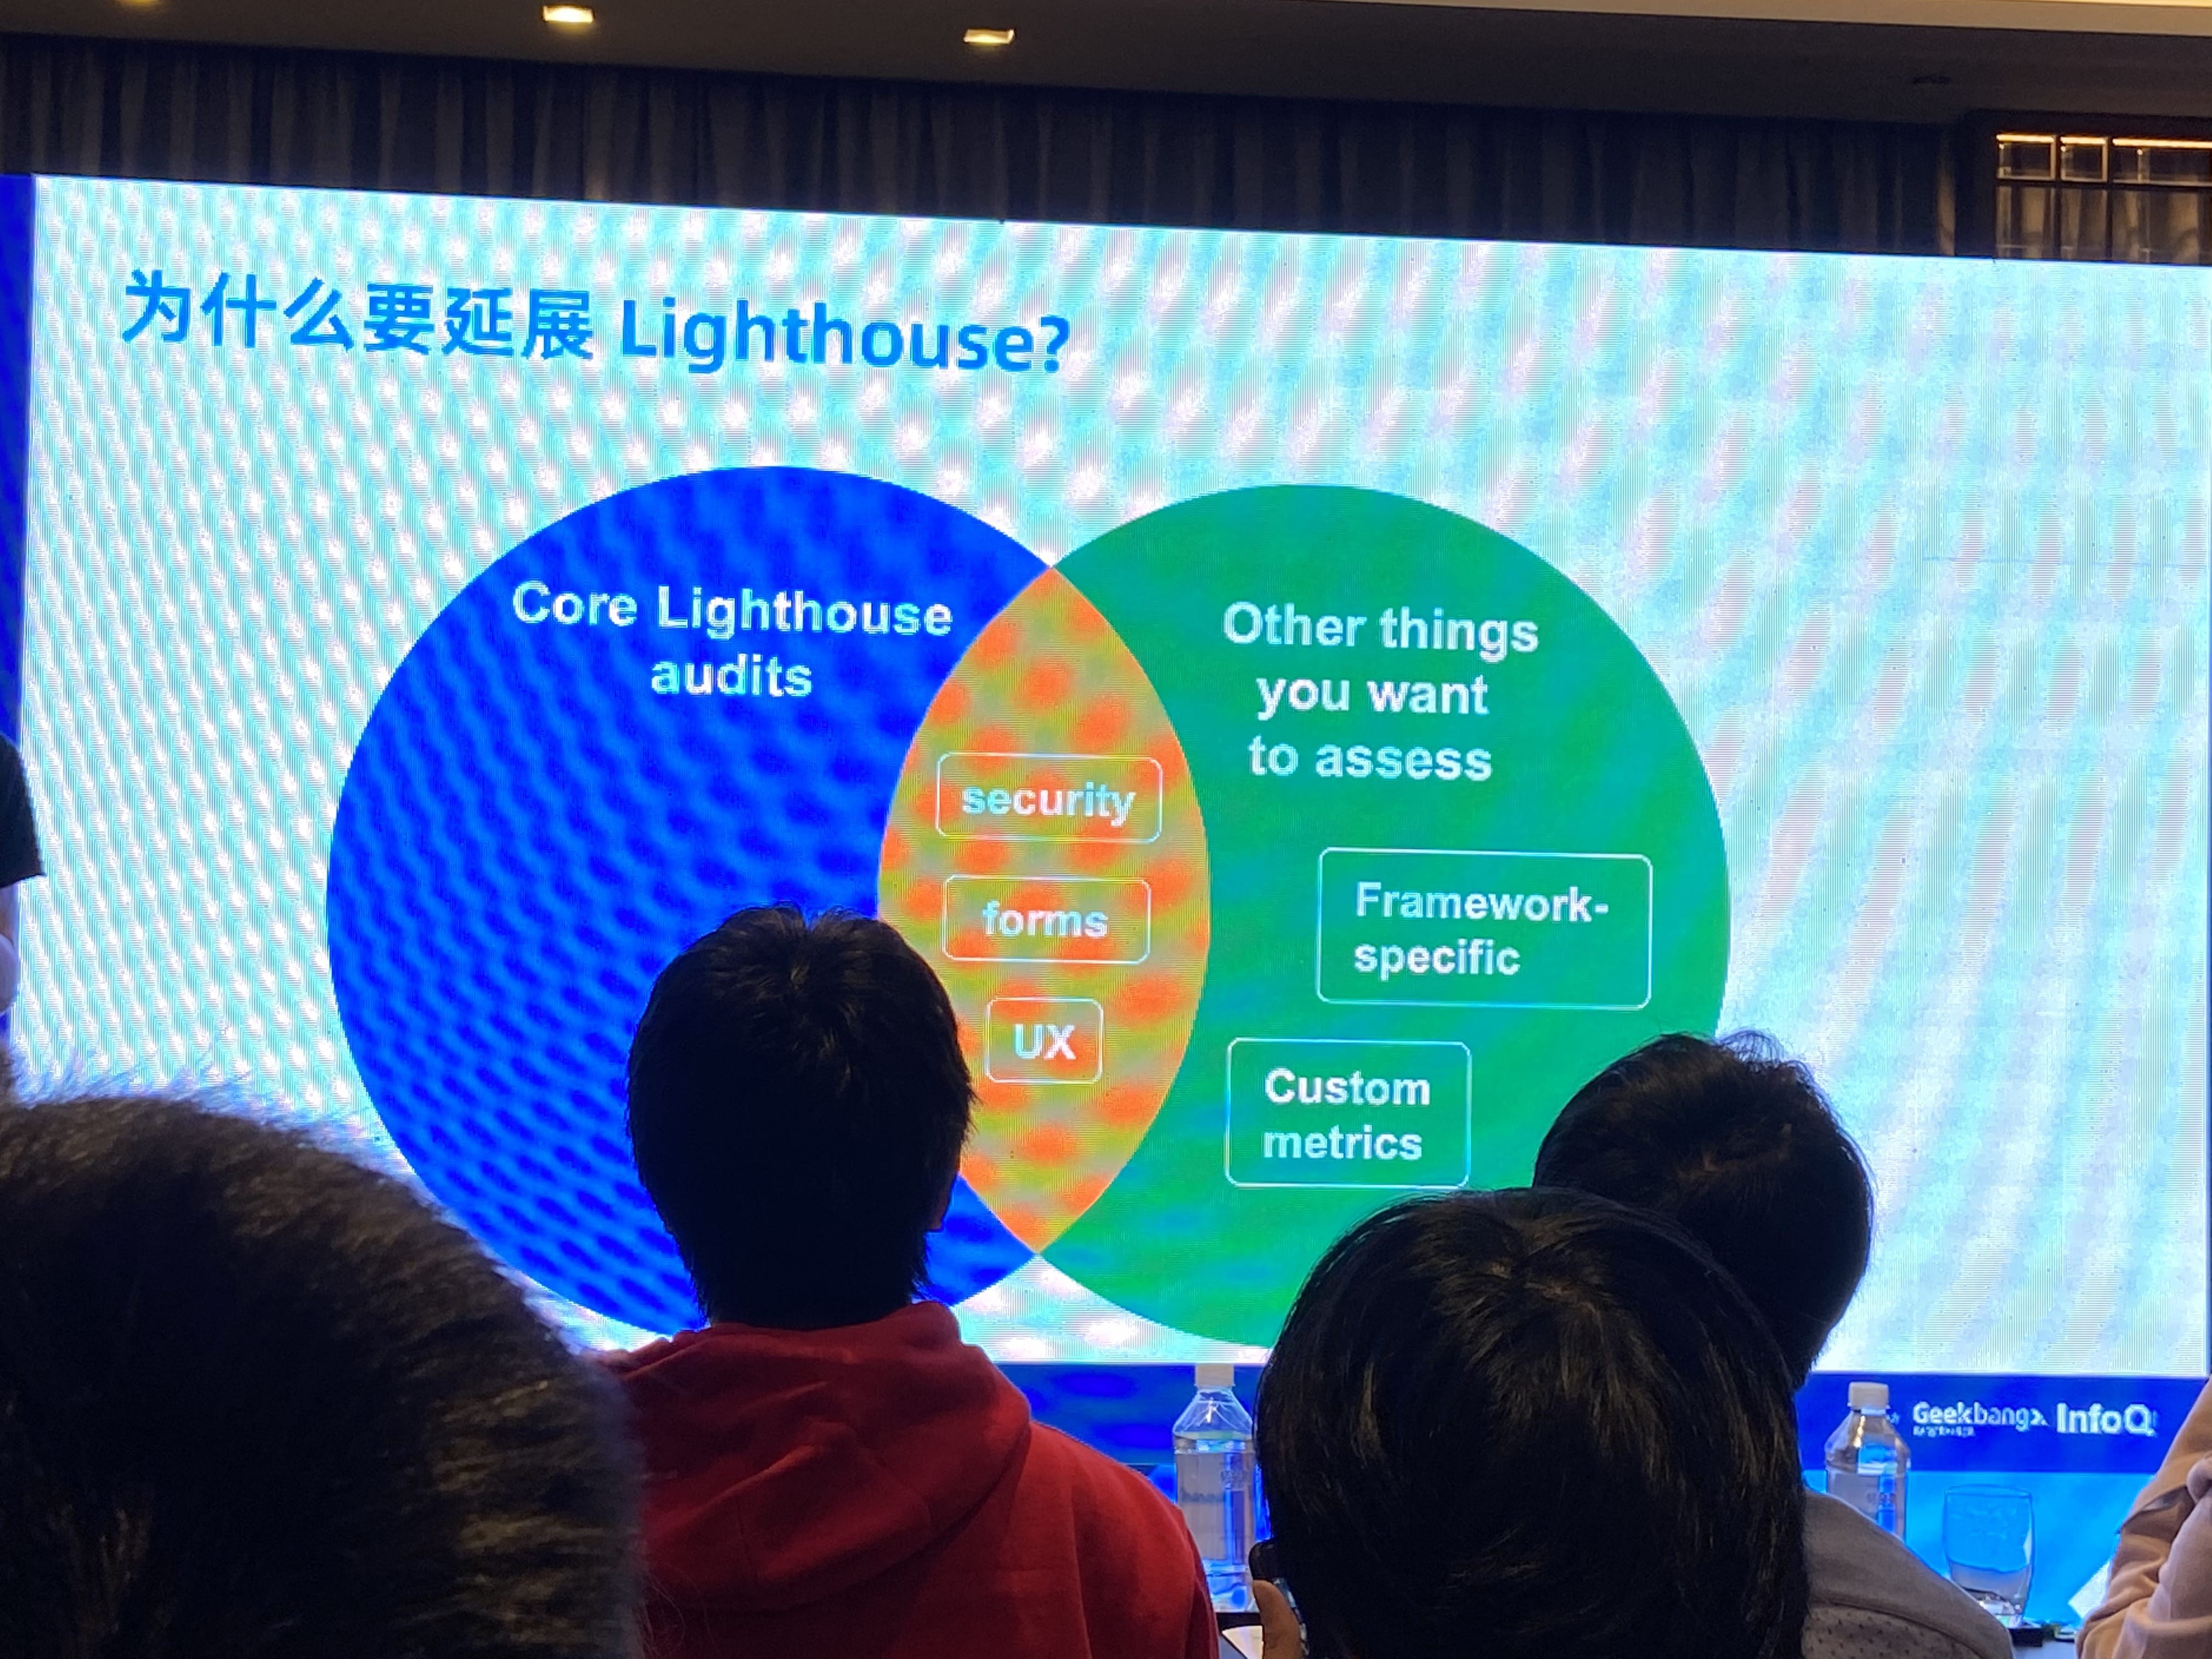 为什么要延展 Lighthouse?
Core Lighthouse
audits
Other things
you want
to assess
security
forms
UX
Framework-
specific
Custom
metrics
Geekbang>. InfoQ